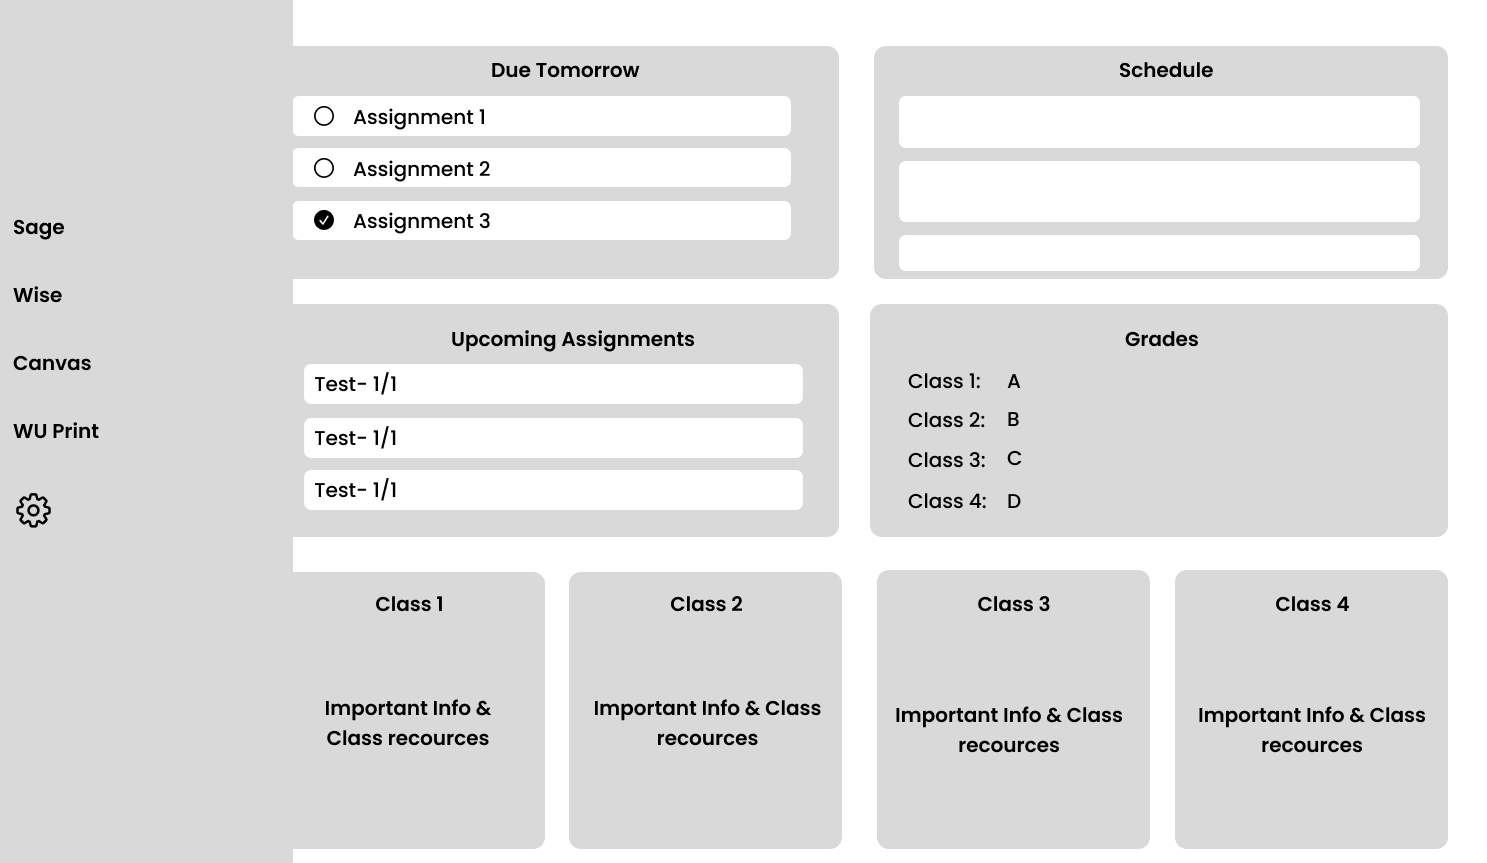 Sage
Wise
Canvas
WU Print
Due Tomorrow
Assignment 1
Assignment 2
Assignment 3
Schedule
Upcoming Assignments
Test- 1/1
Test- 1/1
Test- 1/1
Grades
Class 1: A
Class 2: B
Class 3: C
Class 4: D
Class 1
Important Info &
Class recources
Class 2
Important Info & Class
recources
Class 3
Important Info & Class
recources
Class 4
Important Info & Class
recources